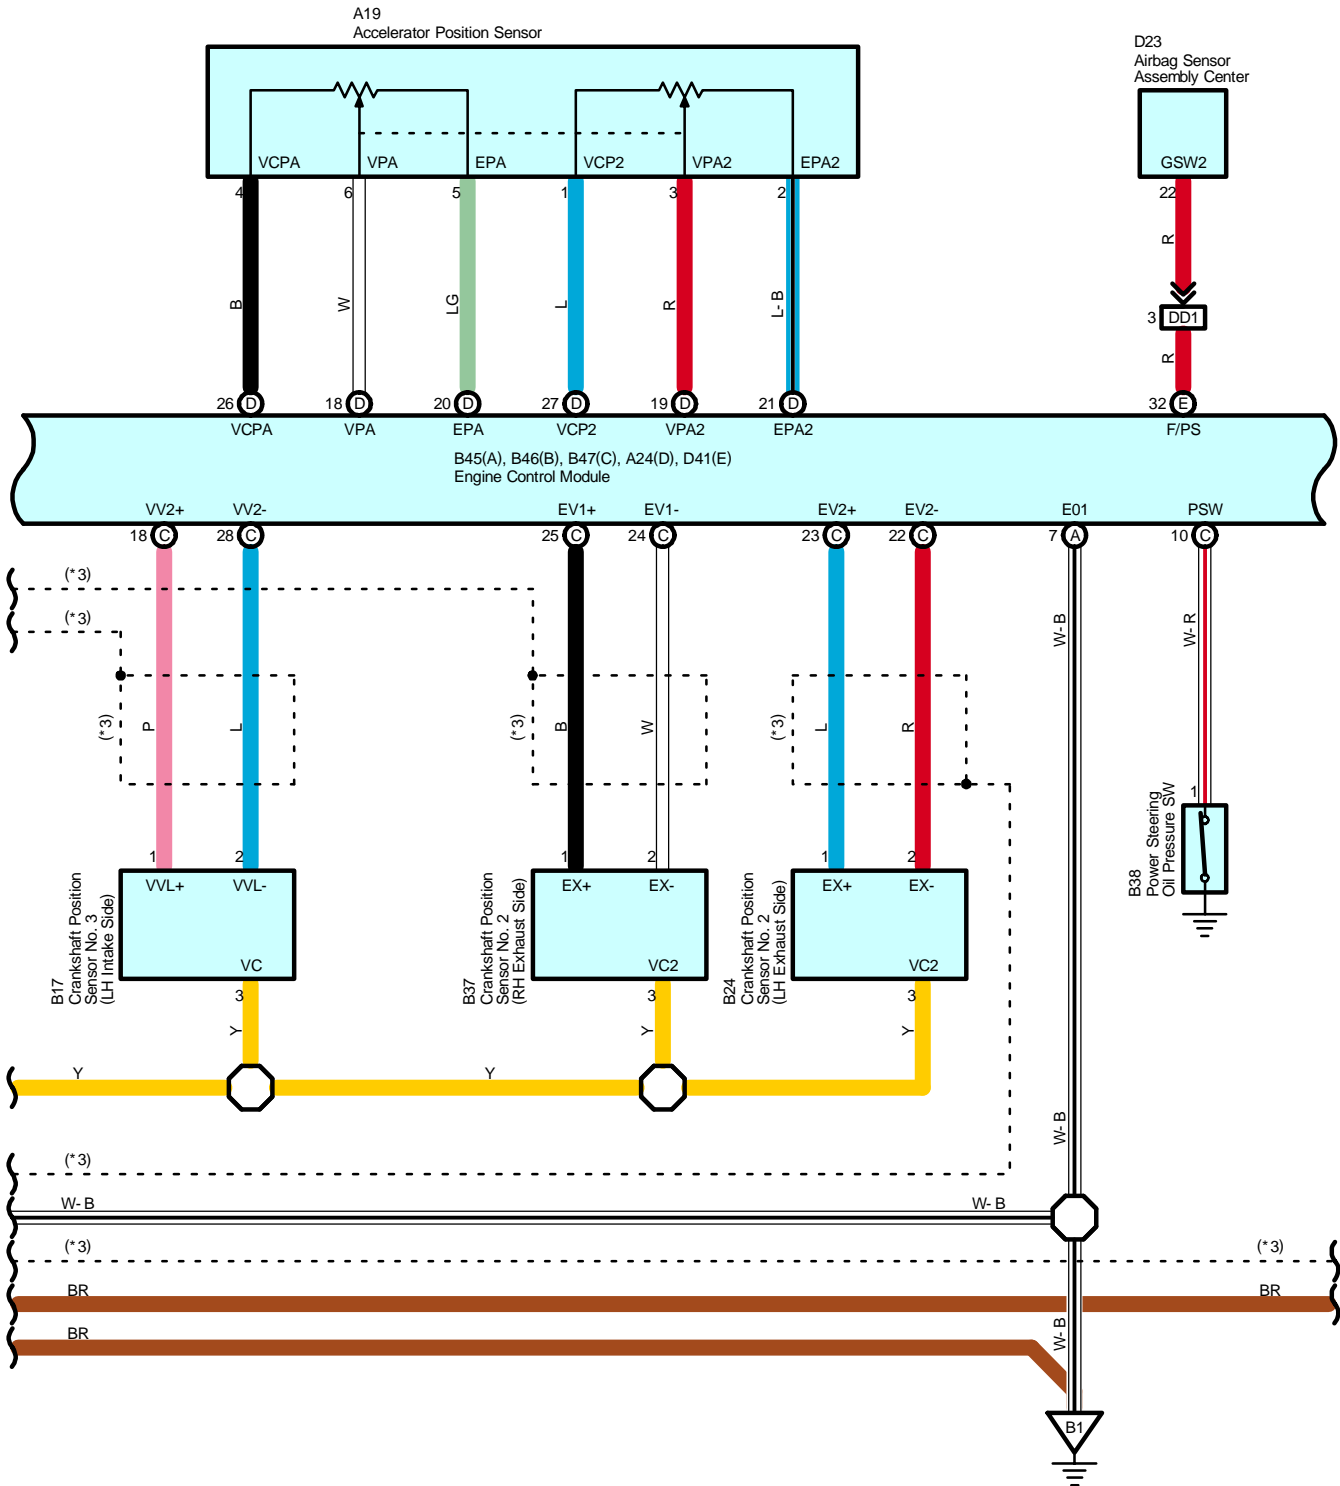 A19
Accelerator Position Sensor
D23
Airbag Sensor
Assembly Center
VCPA VPA EPA VCP2 VPA2 EPA2 GSW2
4 6 5 1 3 2 22
R
B W LG L R L-B
3 DD1
R
26 D 18 D 20 D 27 D 19 D 21 D 32 E
VCPA VPA EPA VCP2 VPA2 EPA2 F/PS
B45(A), B46(B), B47(C), A24(D), D41(E)
Engine Control Module
VV2+ VV2- EV1+ EV1- EV2+ EV2- E01 PSW
18 C 28 C 25 C 24 C 23 C 22 C 7 A 10 C
(*3)
(*3)
W-B W-R
(*3) P L (*3) B W (*3) L R
1
B38
Power Steering
Oil Pressure SW
1 2 1 2 1 2
VVL+ VVL- EX+ EX- EX+ EX-
B17
Crankshaft Position
Sensor No. 3
(LH Intake Side)
B37
Crankshaft Position
Sensor No. 2
(RH Exhaust Side)
B24
Crankshaft Position
Sensor No. 2
(LH Exhaust Side)
VC VC2 VC2
3 3 3
Y Y Y
Y Y
W-B
(*3)
W-B W-B
(*3) (*3)
BR BR
BR
W-B
B1